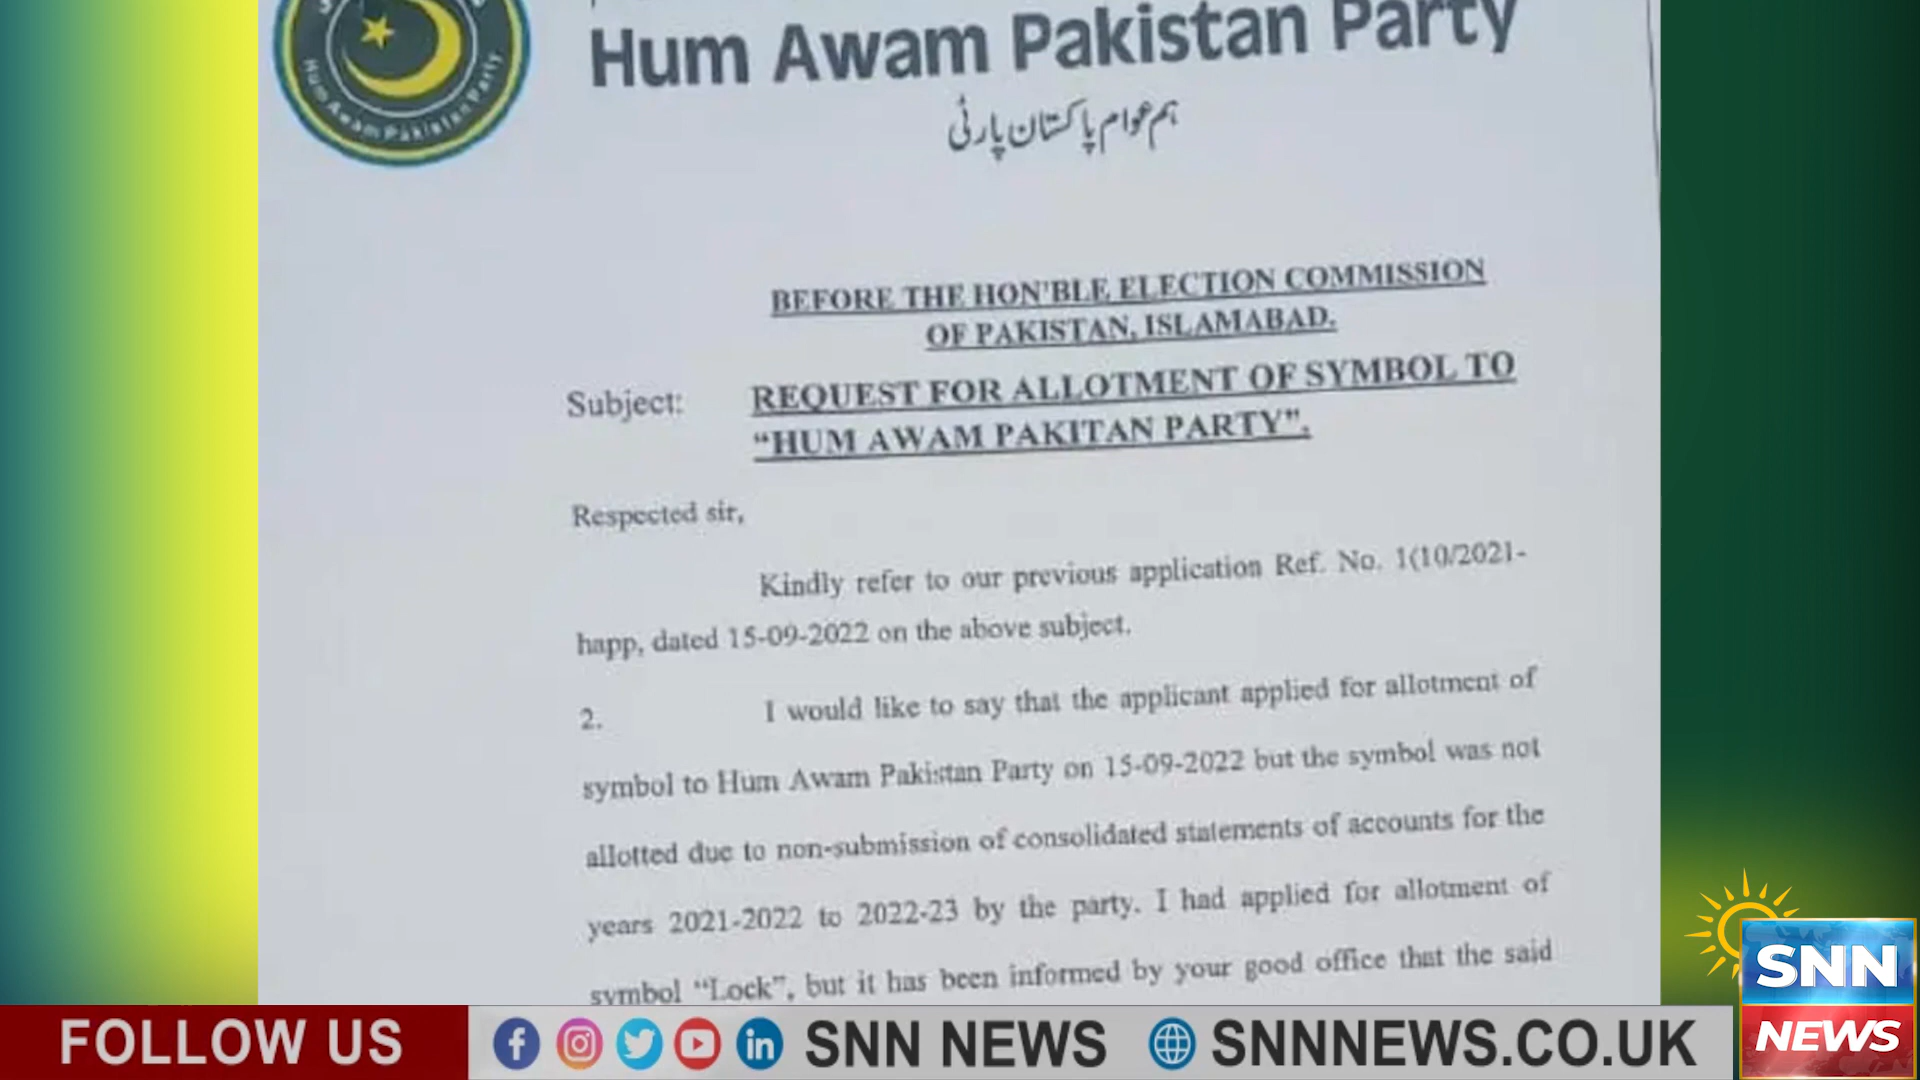 Hum Awam Pakistan Party
ہم عوام پاکستان پارٹی
Hum Awam Pakistan Party
BEFORE THE HON'BLE ELECTION COMMISSION
OF PAKISTAN, ISLAMABAD.
Subject: REQUEST FOR ALLOTMENT OF SYMBOL TO
“HUM AWAM PAKITAN PARTY”.
Respected sir,
Kindly refer to our previous application Ref. No. 1(10/2021-
happ, dated 15-09-2022 on the above subject.
2. I would like to say that the applicant applied for allotment of
symbol to Hum Awam Pakistan Party on 15-09-2022 but the symbol was not
allotted due to non-submission of consolidated statements of accounts for the
years 2021-2022 to 2022-23 by the party. I had applied for allotment of
symbol “Lock”, but it has been informed by your good office that the said
FOLLOW US
SNN NEWS
SNNNEWS.CO.UK
SNN
NEWS